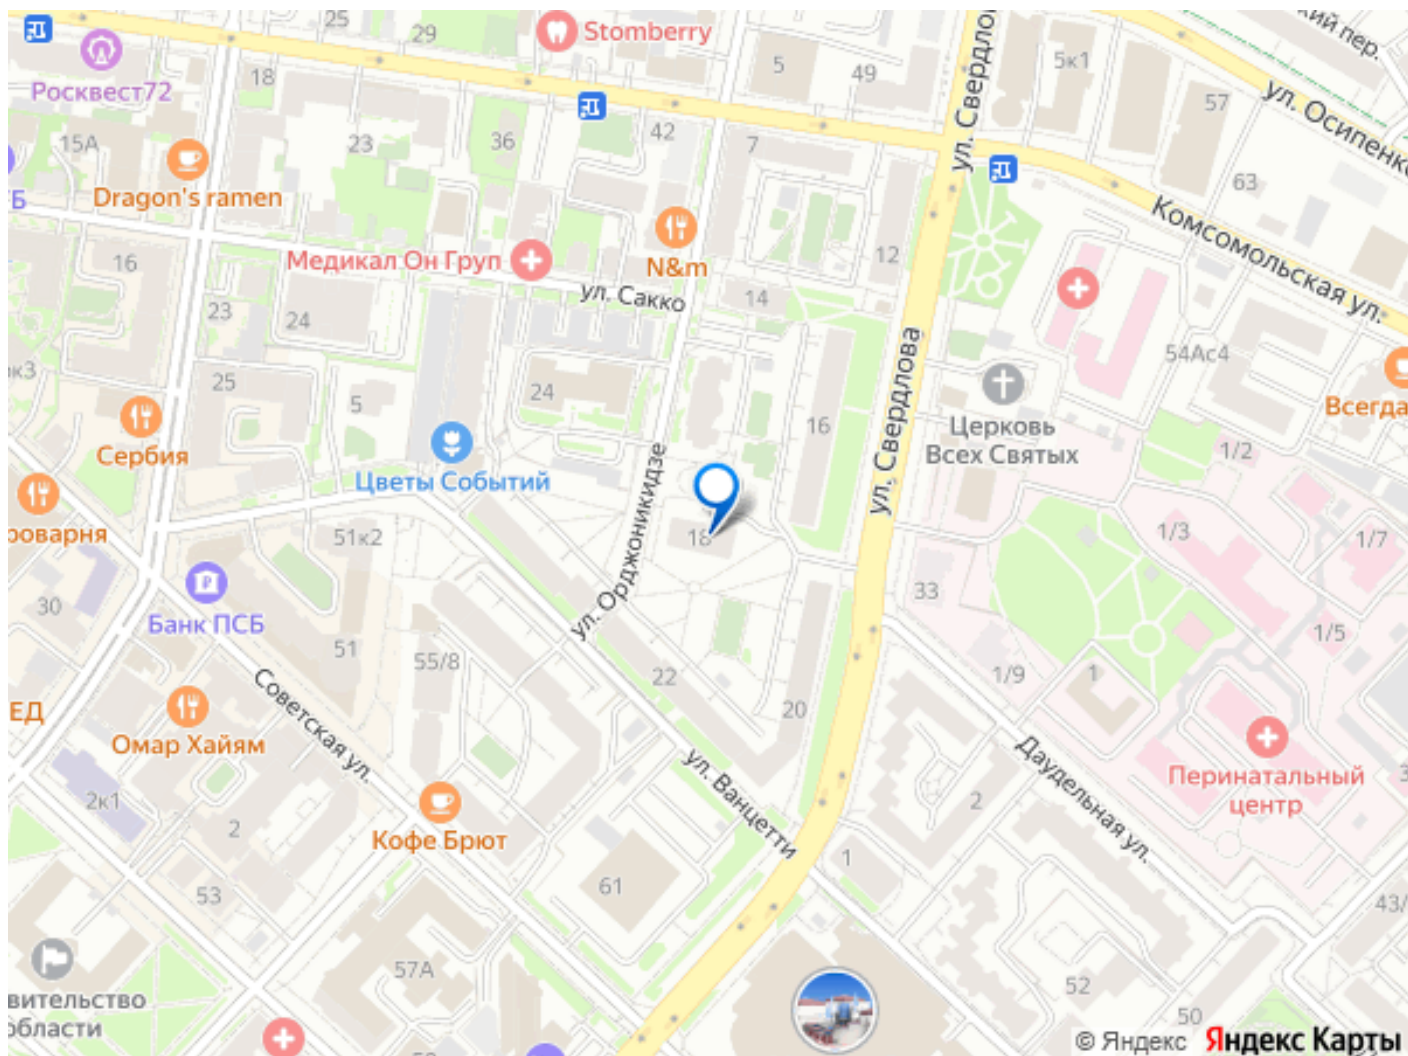 25
29
Stomberry
5
49
ул. Свердлов
5к1
кий пер.
Росквест72
18
57
ул. Осипенко
15А
23
36
42
7
63
Dragon's ramen
Б
Комсомольская ул.
16
Медикал Он Груп
N&m
12
ул. Сакко
14
23
24
54Ас4
к3
25
5
24
16
ул. Свердлова
Церковь
Всех Святых
Всегда
Сербия
1/2
Цветы Событий
ул. Орджоникидзе
роварня
51к2
18
1/3
1/7
30
Банк ПСБ
33
1/5
51
55/8
22
1/9
1
ЕД
Омар Хайям
Советская ул.
20
ул. Ванцетти
Даудельная ул.
Перинатальный
центр
3
2к1
2
Кофе Брют
2
1
53
61
43/
57А
52
вительство
области
50
© Яндекс Яндекс Карты